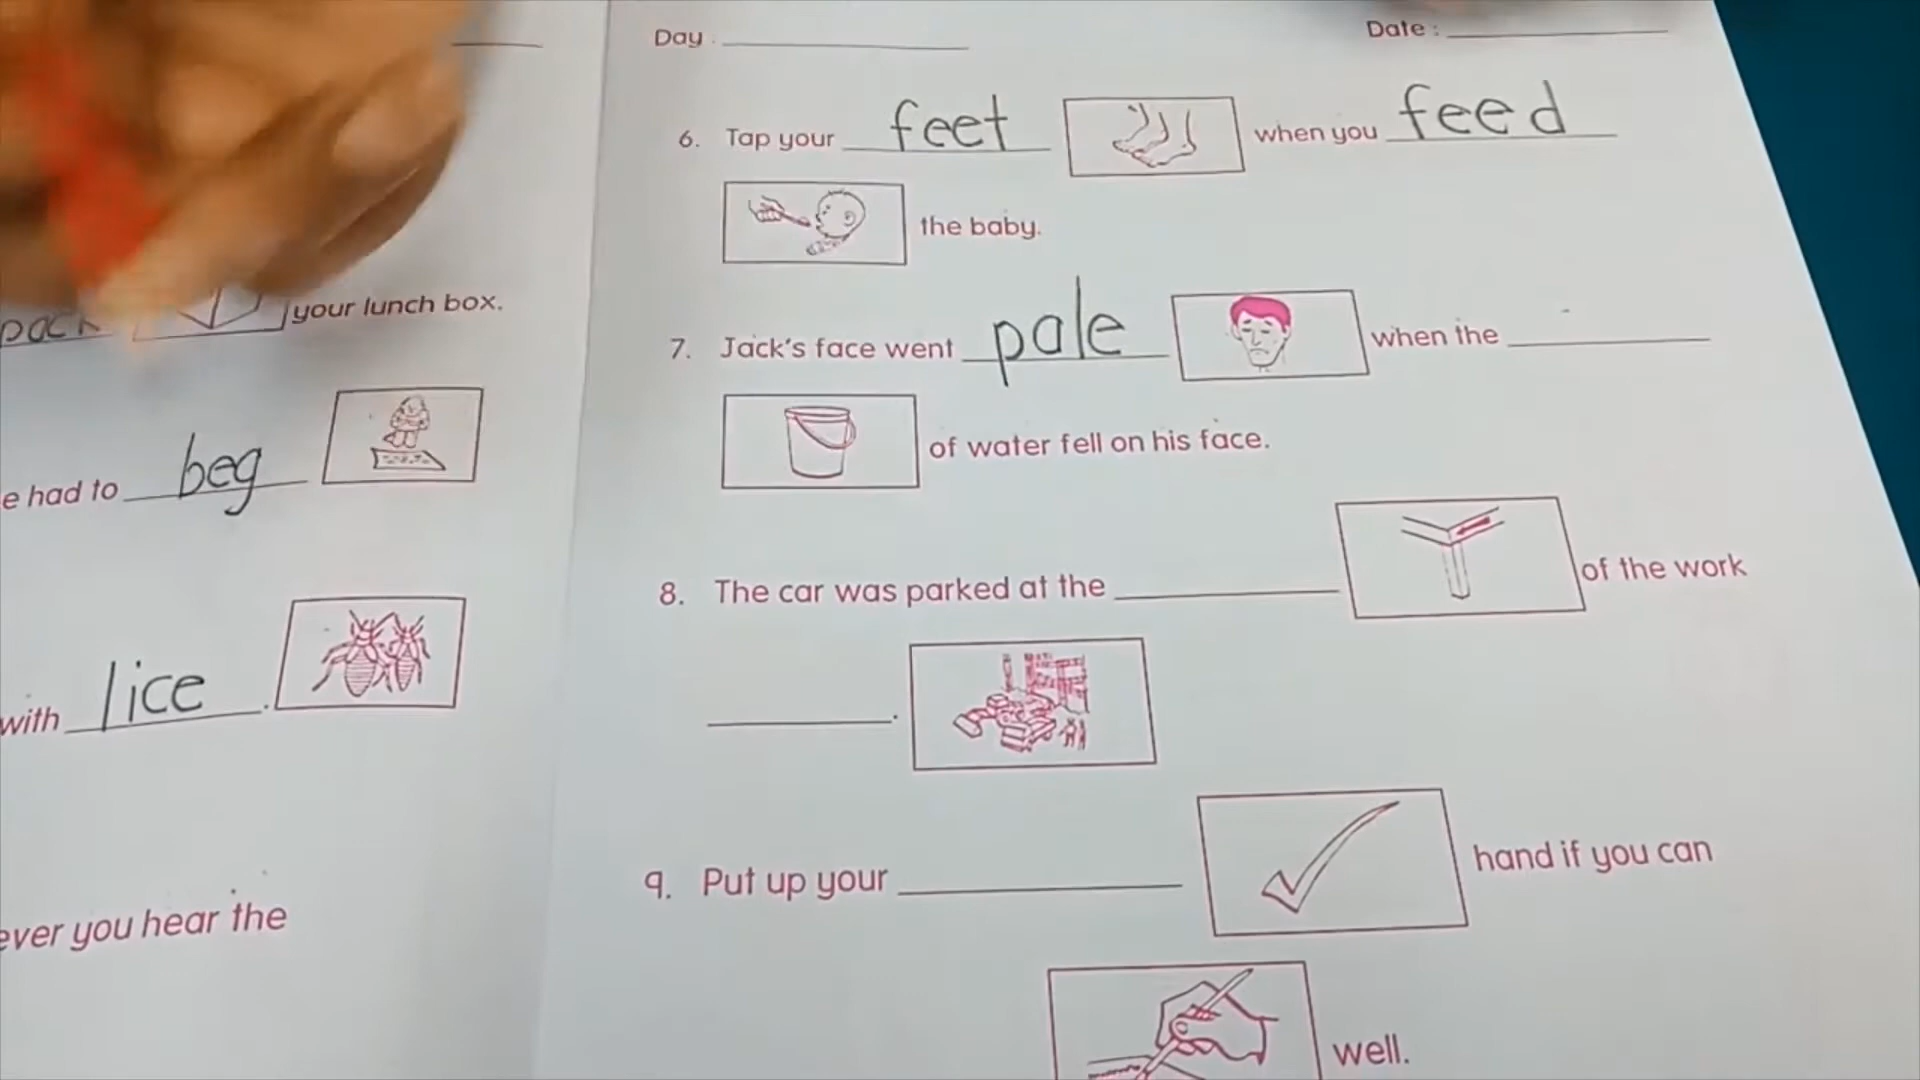 pack your lunch box.
e had to beg
with lice .
ever you hear the
Day : Date :
6. Tap your feet when you feed
the baby.
7. Jack's face went pale when the
of water fell on his face.
8. The car was parked at the of the work
.
9. Put up your hand if you can
well.